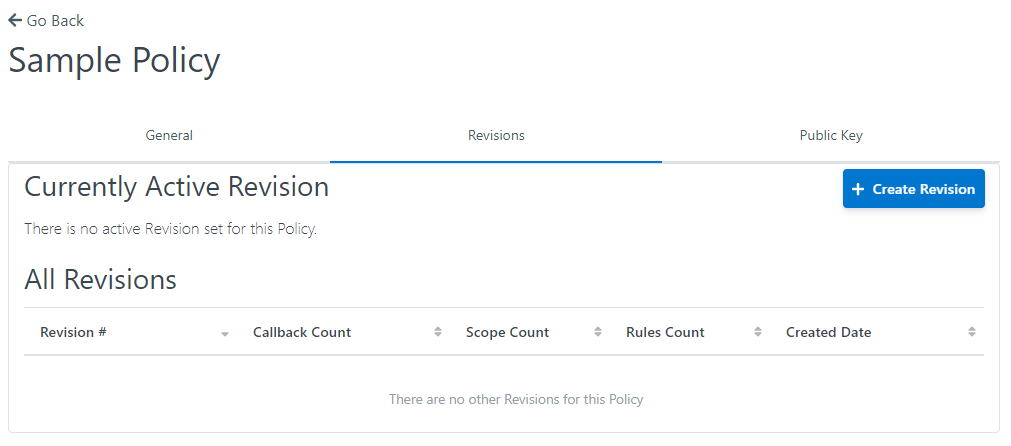 Go Back
Sample Policy
General Revisions Public Key
Currently Active Revision
+ Create Revision
There is no active Revision set for this Policy.
All Revisions
Revision # Callback Count Scope Count Rules Count Created Date
There are no other Revisions for this Policy